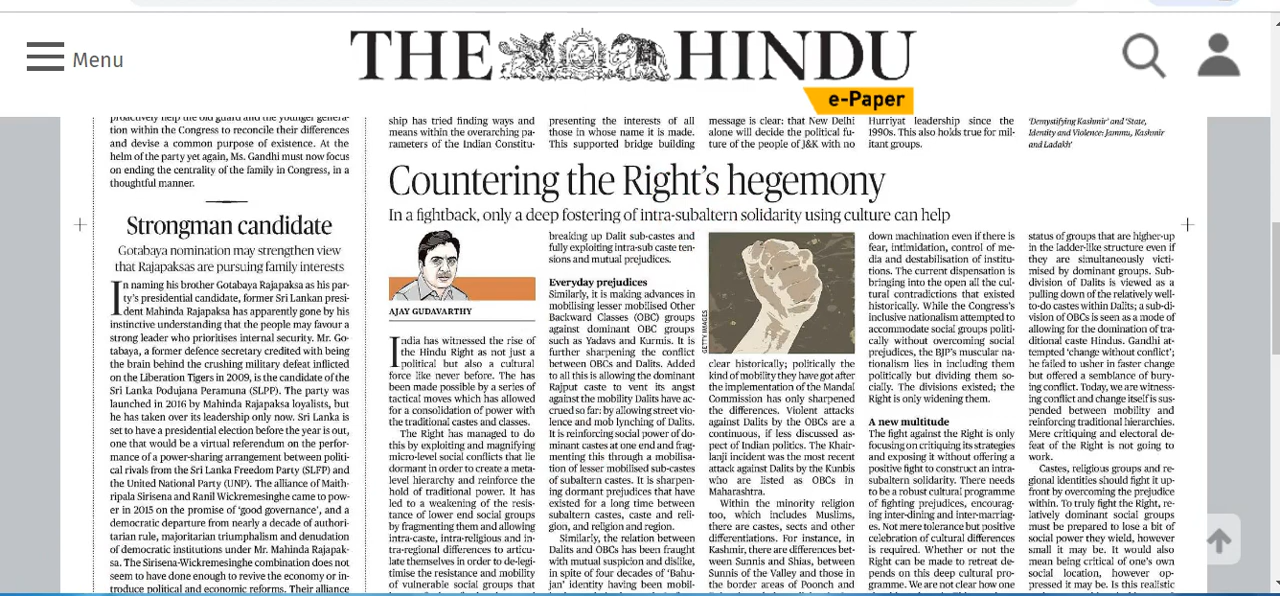 Menu
THE HINDU
e-Paper
proactively help the old guard and the younger genera-
tion within the Congress to reconcile their differences
and devise a common purpose of existence. At the
helm of the party yet again, Ms. Gandhi must now focus
on ending the centrality of the family in Congress, in a
thoughtful manner.
Strongman candidate
Gotabaya nomination may strengthen view
that Rajapaksas are pursuing family interests
In naming his brother Gotabaya Rajapaksa as his par-
ty's presidential candidate, former Sri Lankan presi-
dent Mahinda Rajapaksa has apparently gone by his
instinctive understanding that the people may favour a
strong leader who prioritises internal security. Mr. Go-
tabaya, a former defence secretary credited with being
the brain behind the crushing military defeat inflicted
on the Liberation Tigers in 2009, is the candidate of the
Sri Lanka Podujana Peramuna (SLPP). The party was
launched in 2016 by Mahinda Rajapaksa loyalists, but
he has taken over its leadership only now. Sri Lanka is
set to have a presidential election before the year is out,
one that would be a virtual referendum on the perfor-
mance of a power-sharing arrangement between politi-
cal rivals from the Sri Lanka Freedom Party (SLFP) and
the United National Party (UNP). The alliance of Maith-
ripala Sirisena and Ranil Wickremesinghe came to pow-
er in 2015 on the promise of 'good governance', and a
democratic departure from nearly a decade of authori-
tarian rule, majoritarian triumphalism and denudation
of democratic institutions under Mr. Mahinda Rajapak-
sa. The Sirisena-Wickremesinghe combination does not
seem to have done enough to revive the economy or in-
troduce political and economic reforms. Their alliance
ship has tried finding ways and
means within the overarching pa-
rameters of the Indian Constitu-
presenting the interests of all
those in whose name it is made.
This supported bridge building
message is clear: that New Delhi
alone will decide the political fu-
ture of the people of J&K with no
Hurriyat leadership since the
1990s. This also holds true for mil-
itant groups.
'Demystifying Kashmir' and 'State,
Identity and Violence: Jammu, Kashmir
and Ladakh'
Countering the Right's hegemony
In a fightback, only a deep fostering of intra-subaltern solidarity using culture can help
AJAY GUDAVARTHY
India has witnessed the rise of
the Hindu Right as not just a
political but also a cultural
force like never before. The has
been made possible by a series of
tactical moves which has allowed
for a consolidation of power with
the traditional castes and classes.
The Right has managed to do
this by exploiting and magnifying
micro-level social conflicts that lie
dormant in order to create a meta-
level hierarchy and reinforce the
hold of traditional power. It has
led to a weakening of the resis-
tance of lower end social groups
by fragmenting them and allowing
intra-caste, intra-religious and in-
tra-regional differences to articu-
late themselves in order to de-legi-
timise the resistance and mobility
of vulnerable social groups that
breaking up Dalit sub-castes and
fully exploiting intra-sub caste ten-
sions and mutual prejudices.
Everyday prejudices
Similarly, it is making advances in
mobilising lesser mobilised Other
Backward Classes (OBC) groups
against dominant OBC groups
such as Yadavs and Kurmis. It is
further sharpening the conflict
between OBCs and Dalits. Added
to all this is allowing the dominant
Rajput caste to vent its angst
against the mobility Dalits have ac-
crued so far: by allowing street vio-
lence and mob lynching of Dalits.
It is reinforcing social power of do-
minant castes at one end and frag-
menting this through a mobilisa-
tion of lesser mobilised sub-castes
of subaltern castes. It is sharpen-
ing dormant prejudices that have
existed for a long time between
subaltern castes, caste and reli-
gion, and religion and region.
Similarly, the relation between
Dalits and OBCs has been fraught
with mutual suspicion and dislike,
in spite of four decades of 'Bahu-
jan' identity having been mobil-
GETTY IMAGES
clear historically; politically the
kind of mobility they have got after
the implementation of the Mandal
Commission has only sharpened
the differences. Violent attacks
against Dalits by the OBCs are a
continuous, if less discussed as-
pect of Indian politics. The Khair-
lanji incident was the most recent
attack against Dalits by the Kunbis
who are listed as OBCs in
Maharashtra.
Within the minority religion
too, which includes Muslims,
there are castes, sects and other
differentiations. For instance, in
Kashmir, there are differences bet-
ween Sunnis and Shias, between
Sunnis of the Valley and those in
the border areas of Poonch and
down machination even if there is
fear, intimidation, control of me-
dia and destabilisation of institu-
tions. The current dispensation is
bringing into the open all the cul-
tural contradictions that existed
historically. While the Congress's
inclusive nationalism attempted to
accommodate social groups politi-
cally without overcoming social
prejudices, the BJP's muscular na-
tionalism lies in including them
politically but dividing them so-
cially. The divisions existed; the
Right is only widening them.
A new multitude
The fight against the Right is only
focusing on critiquing its strategies
and exposing it without offering a
positive fight to construct an intra-
subaltern solidarity. There needs
to be a robust cultural programme
of fighting prejudices, encourag-
ing inter-dining and inter-marriag-
es. Not mere tolerance but positive
celebration of cultural differences
is required. Whether or not the
Right can be made to retreat de-
pends on this deep cultural pro-
gramme. We are not clear how one
status of groups that are higher-up
in the ladder-like structure even if
they are simultaneously victi-
mised by dominant groups. Sub-
division of Dalits is viewed as a
pulling down of the relatively well-
to-do castes within Dalits; a sub-di-
vision of OBCs is seen as a mode of
allowing for the domination of tra-
ditional caste Hindus. Gandhi at-
tempted 'change without conflict';
he failed to usher in faster change
but offered a semblance of bury-
ing conflict. Today, we are witness-
ing conflict and change itself is sus-
pended between mobility and
reinforcing traditional hierarchies.
Mere critiquing and electoral de-
feat of the Right is not going to
work.
Castes, religious groups and re-
gional identities should fight it up-
front by overcoming the prejudice
within. To truly fight the Right, re-
latively dominant social groups
must be prepared to lose a bit of
social power they wield, however
small it may be. It would also
mean being critical of one's own
social location, however op-
pressed it may be. Is this realistic